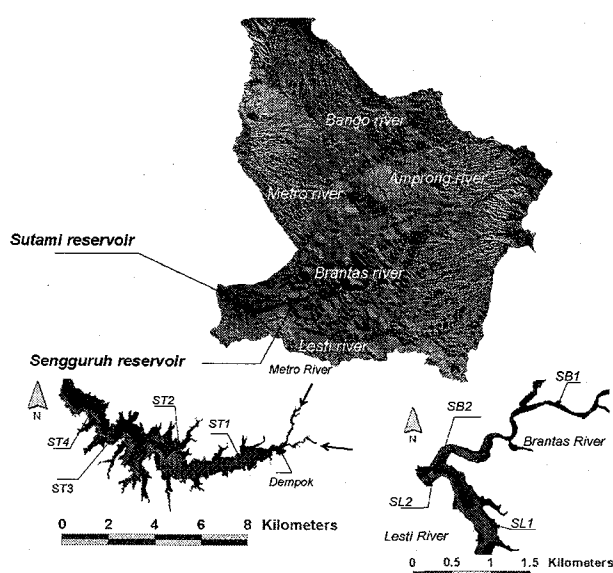 Bango river
Amprong river
Metro river
Sutami reservoir
Brantas river
Lesti river
Sengguruh reservoir
Metro River
N
ST2
ST1
ST4
ST3
Dempok
0 2 4 6 8 Kilometers
SB1
SB2
N
Brantas River
SL2
SL1
Lesti River
0 0.5 1 1.5 Kilometers